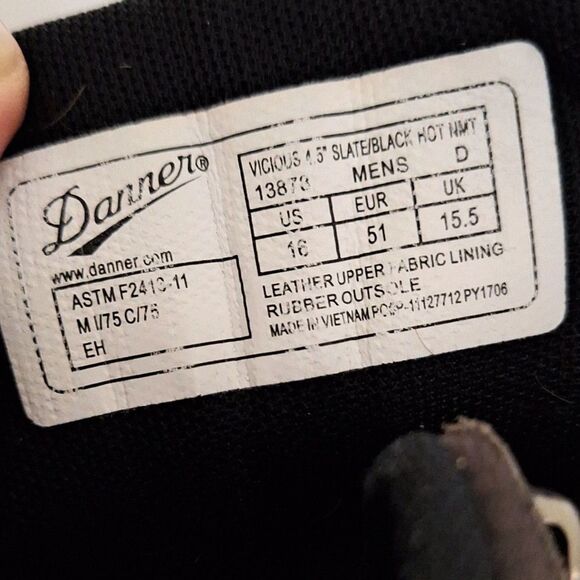 Danner®
www.danner.com
ASTM F2413-11
M I/75 C/75
EH
VICIOUS 4.5" SLATE/BLACK HOT NMT
13873 MENS D
US EUR UK
16 51 15.5
LEATHER UPPER FABRIC LINING
RUBBER OUTSOLE
MADE IN VIETNAM 11127712 PY1706